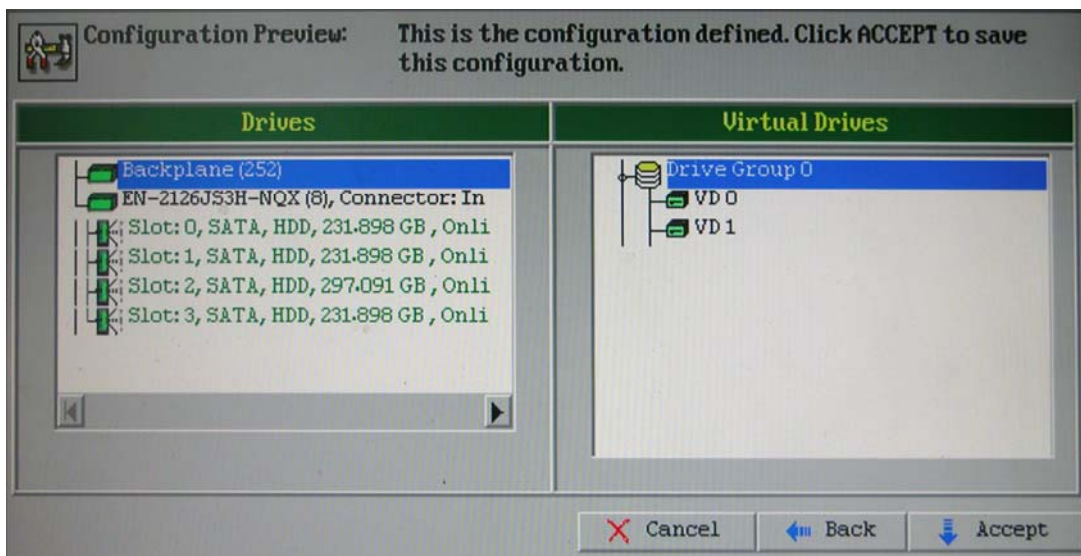 Configuration Preview: This is the configuration defined. Click ACCEPT to save
this configuration.
Drives
Backplane (252)
EN-2126JS3H-NQX (8), Connector: In
Slot: 0, SATA, HDD, 231.898 GB , Onli
Slot: 1, SATA, HDD, 231.898 GB , Onli
Slot: 2, SATA, HDD, 297.091 GB , Onli
Slot: 3, SATA, HDD, 231.898 GB , Onli
Virtual Drives
Drive Group 0
VD 0
VD 1
Cancel
Back
Accept